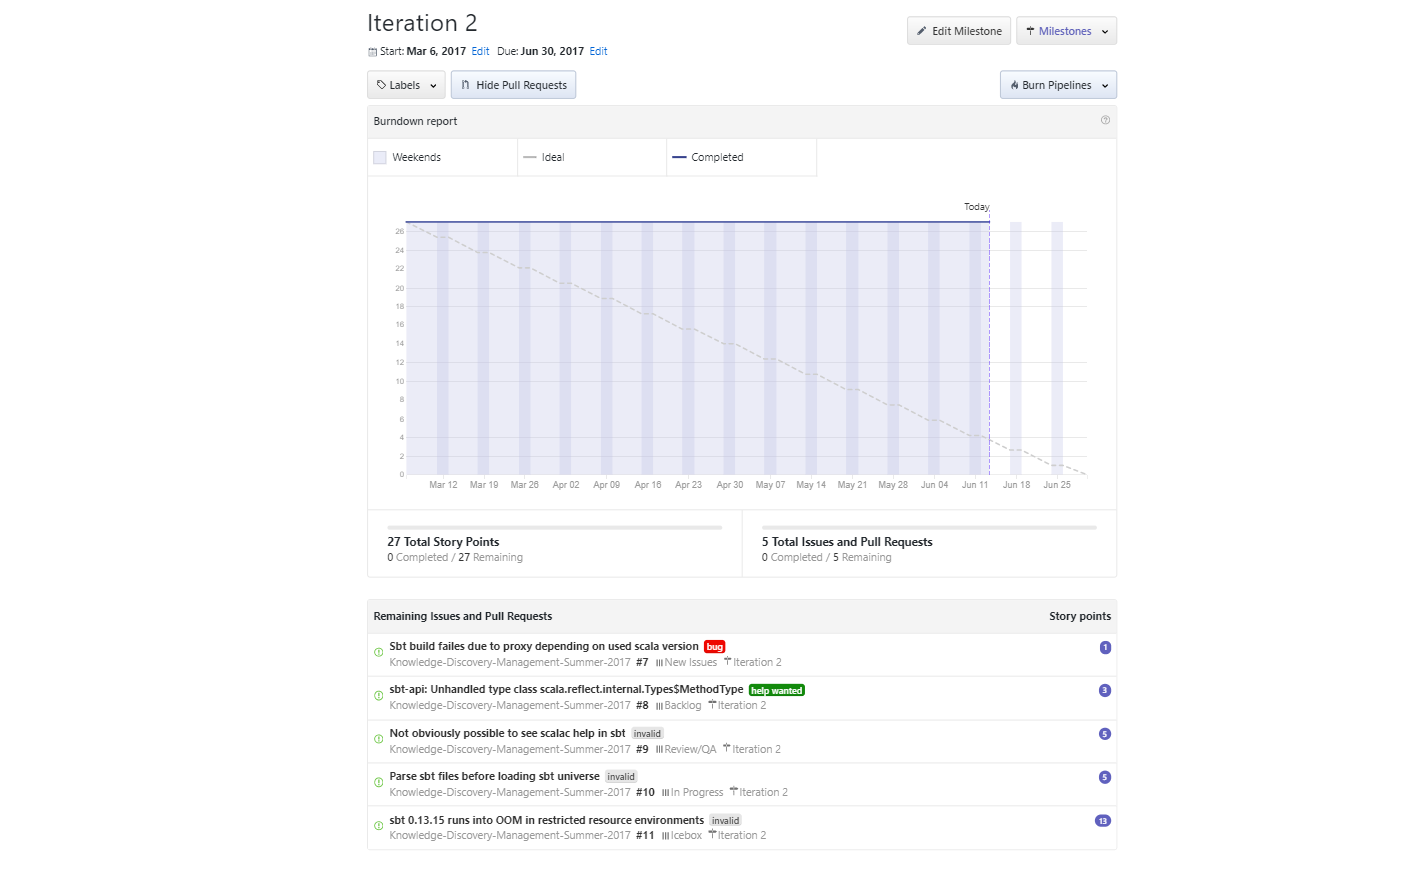 Iteration 2
Edit Milestone
Milestones
Start: Mar 6, 2017 Edit Due: Jun 30, 2017 Edit
Labels
Hide Pull Requests
Burn Pipelines
Burndown report
Weekends
Ideal
Completed
Today
26
24
22
20
18
16
14
12
10
8
6
4
2
0
Mar 12 Mar 19 Mar 26 Apr 02 Apr 09 Apr 16 Apr 23 Apr 30 May 07 May 14 May 21 May 28 Jun 04 Jun 11 Jun 18 Jun 25
27 Total Story Points
0 Completed / 27 Remaining
5 Total Issues and Pull Requests
0 Completed / 5 Remaining
Remaining Issues and Pull Requests Story points
Sbt build failes due to proxy depending on used scala version bug 1
Knowledge-Discovery-Management-Summer-2017 #7 New Issues Iteration 2
sbt-api: Unhandled type class scala.reflect.internal.Types$MethodType help wanted 3
Knowledge-Discovery-Management-Summer-2017 #8 Backlog Iteration 2
Not obviously possible to see scalac help in sbt invalid 5
Knowledge-Discovery-Management-Summer-2017 #9 Review/QA Iteration 2
Parse sbt files before loading sbt universe invalid 5
Knowledge-Discovery-Management-Summer-2017 #10 In Progress Iteration 2
sbt 0.13.15 runs into OOM in restricted resource environments invalid 13
Knowledge-Discovery-Management-Summer-2017 #11 Icebox Iteration 2